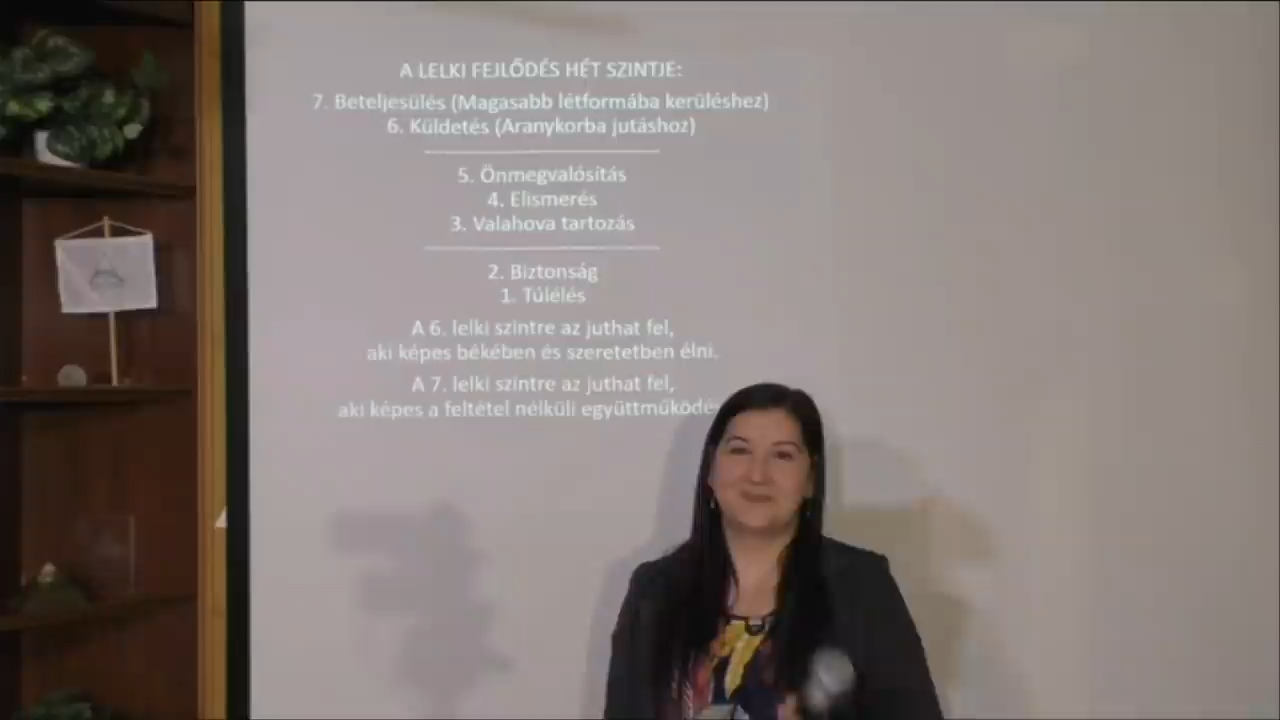 A LELKI FEJLŐDÉS HÉT SZINTJE:
7. Beteljesülés (Magasabb létformába kerüléshez)
6. Küldetés (Aranykorba jutáshoz)
5. Önmegvalósítás
4. Elismerés
3. Valahova tartozás
2. Biztonság
1. Túlélés
A 6. lelki szintre az juthat fel,
aki képes békében és szeretetben élni.
A 7. lelki szintre az juthat fel,
aki képes a feltétel nélküli